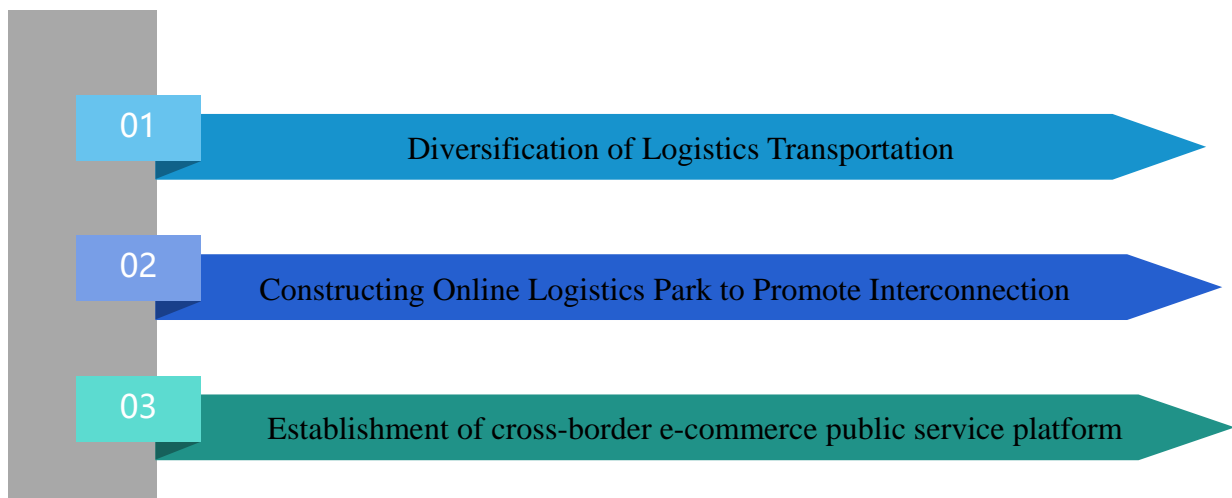 01
Diversification of Logistics Transportation
02
Constructing Online Logistics Park to Promote Interconnection
03
Establishment of cross-border e-commerce public service platform